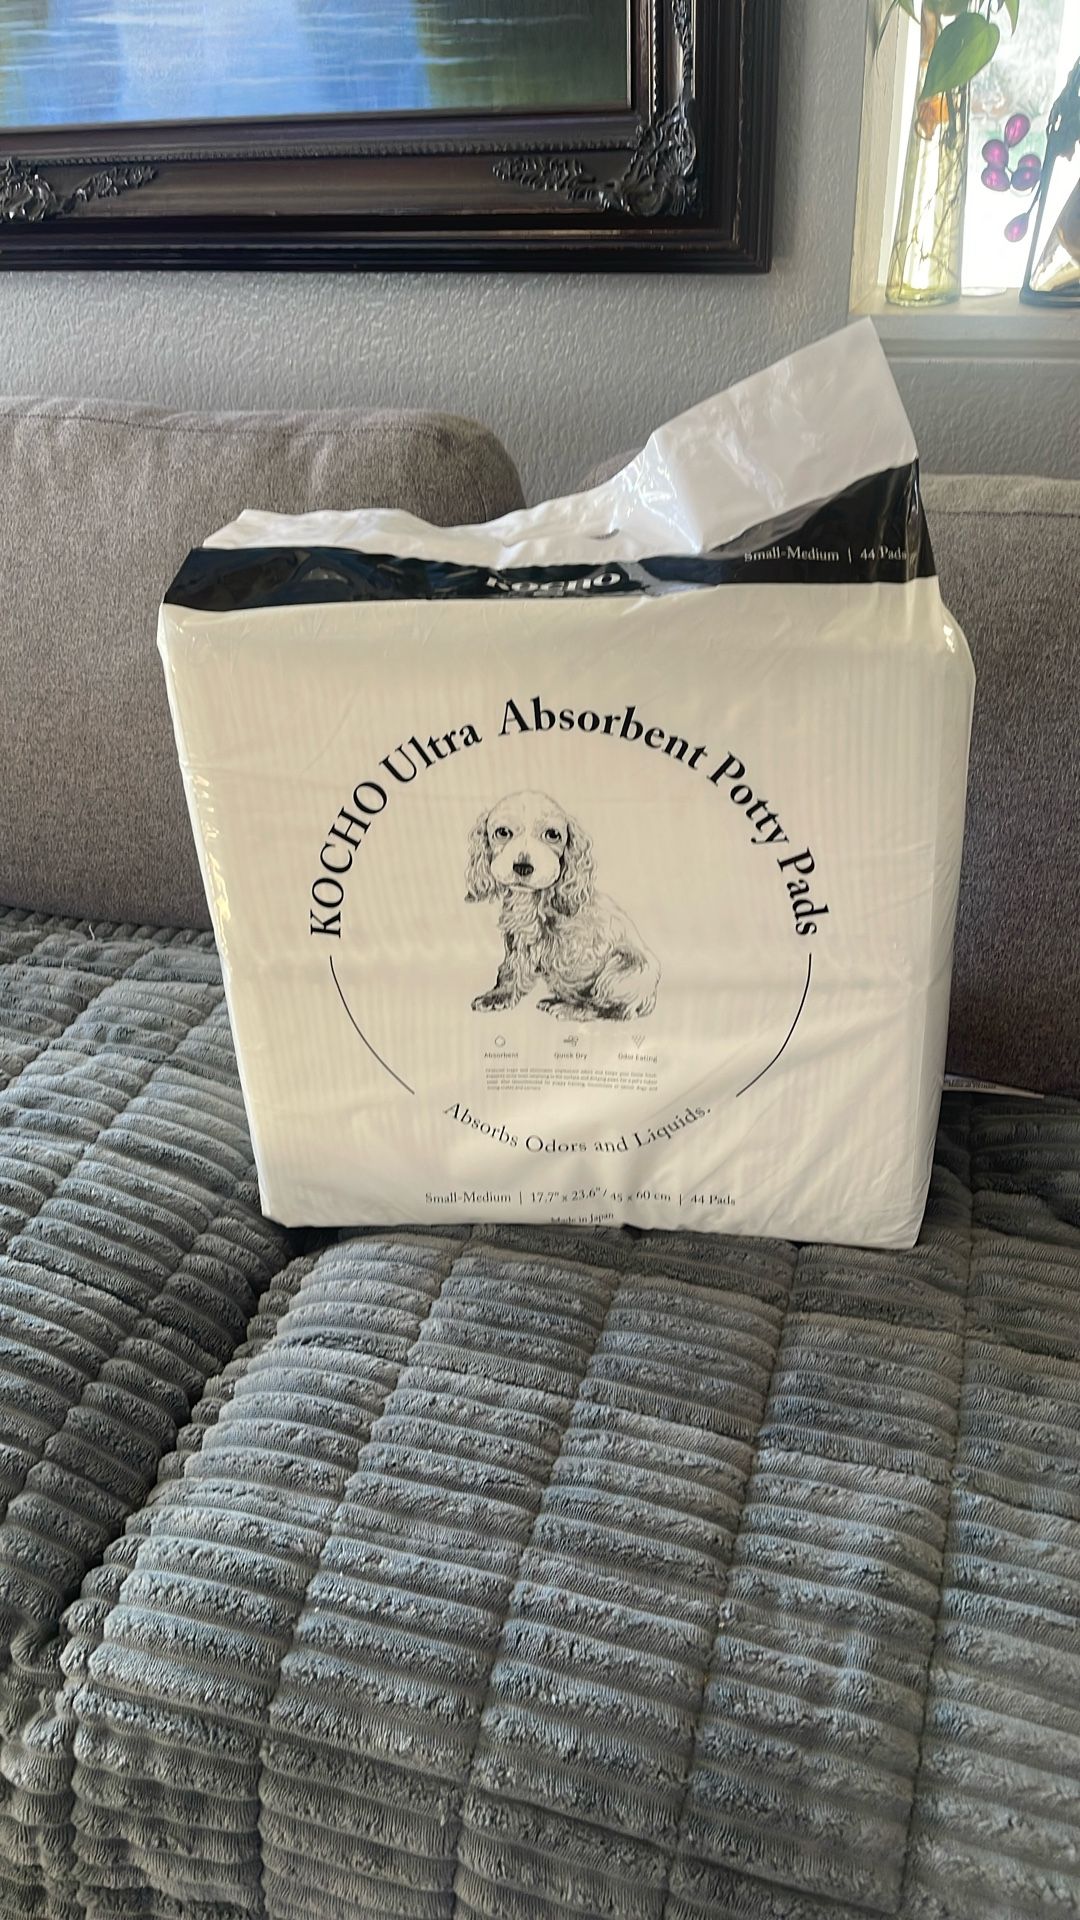 KOCHO
Small-Medium | 44 Pads
KOCHO Ultra Absorbent Potty Pads
Absorbent
Quick Dry
Odor Eating
Absorbs Odors and Liquids.
Small-Medium | 17.7" x 23.6" / 45 x 60 cm | 44 Pads
Made in Japan